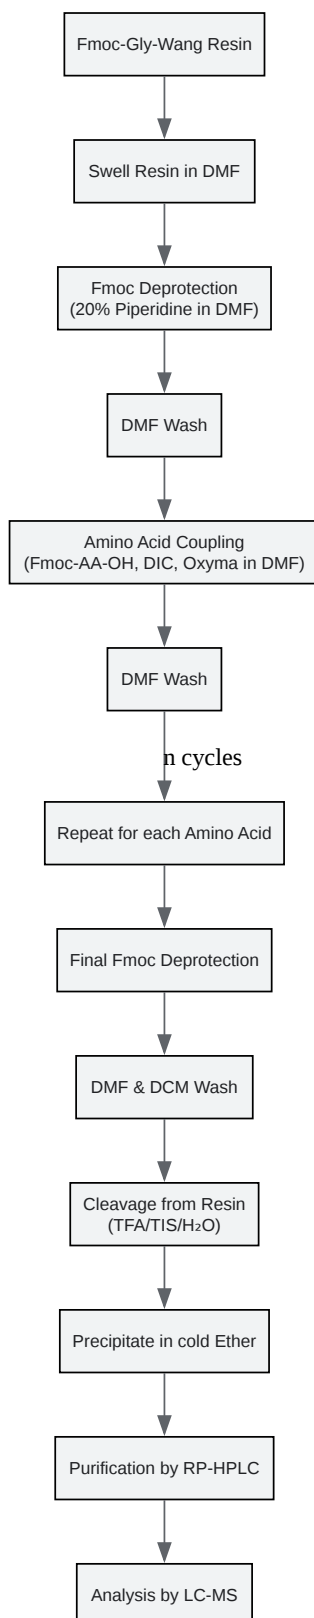 Fmoc-Gly-Wang Resin
Swell Resin in DMF
Fmoc Deprotection
(20% Piperidine in DMF)
DMF Wash
Amino Acid Coupling
(Fmoc-AA-OH, DIC, Oxyma in DMF)
DMF Wash
n cycles
Repeat for each Amino Acid
Final Fmoc Deprotection
DMF & DCM Wash
Cleavage from Resin
(TFA/TIS/H₂O)
Precipitate in cold Ether
Purification by RP-HPLC
Analysis by LC-MS